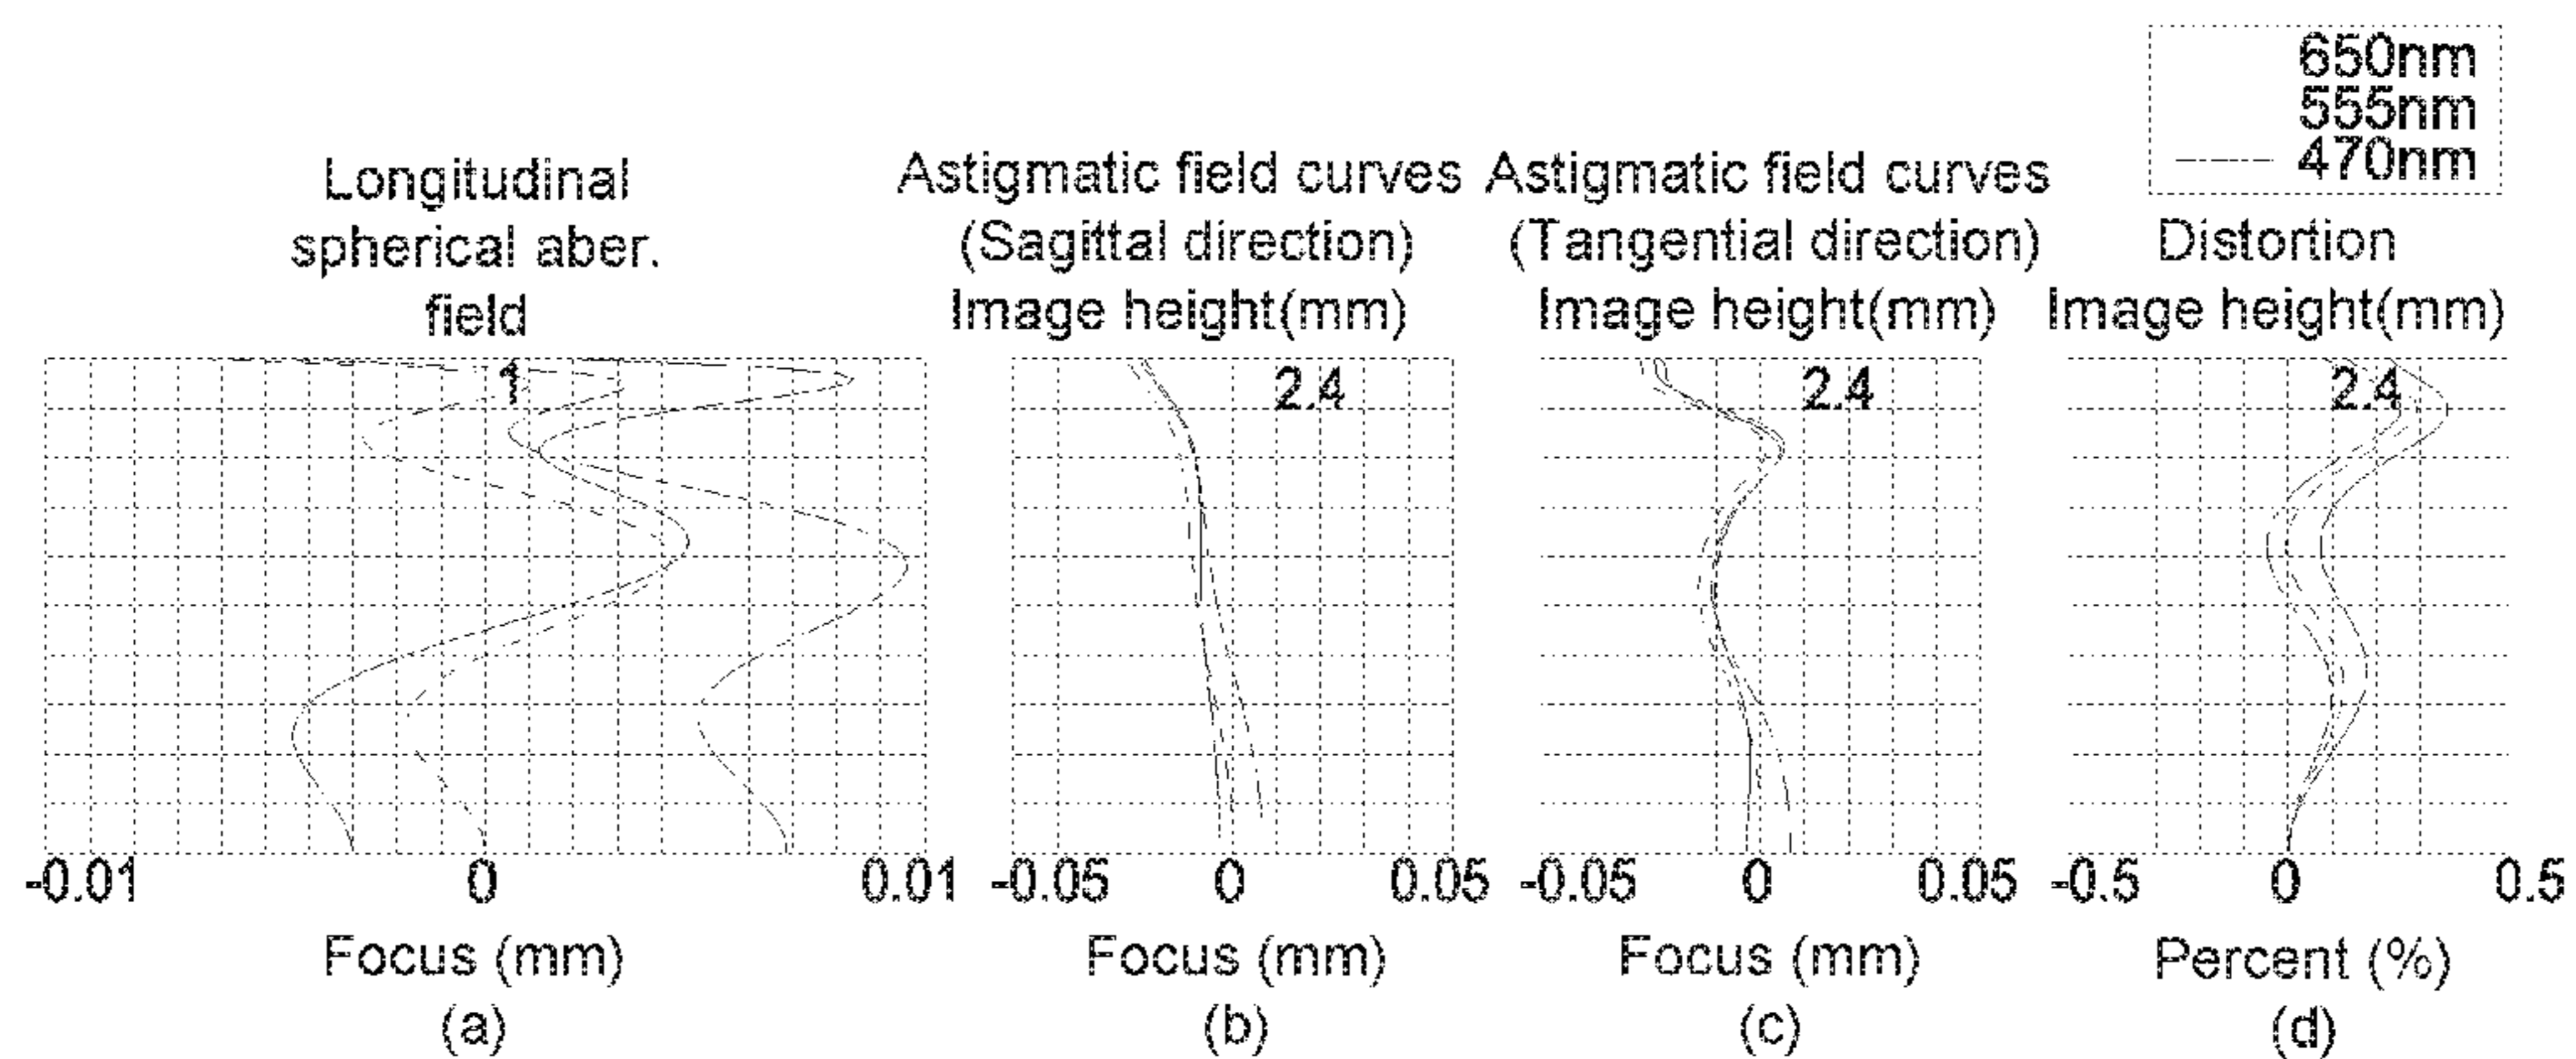 650nm
555nm
470nm
Longitudinal
spherical aber.
field
Astigmatic field curves
(Sagittal direction)
Image height(mm)
Astigmatic field curves
(Tangential direction)
Image height(mm)
Distortion
Image height(mm)
1
2.4
2.4
2.4
-0.01 0 0.01
-0.05 0 0.05
-0.05 0 0.05
-0.5 0 0.5
Focus (mm)
Focus (mm)
Focus (mm)
Percent (%)
(a)
(b)
(c)
(d)